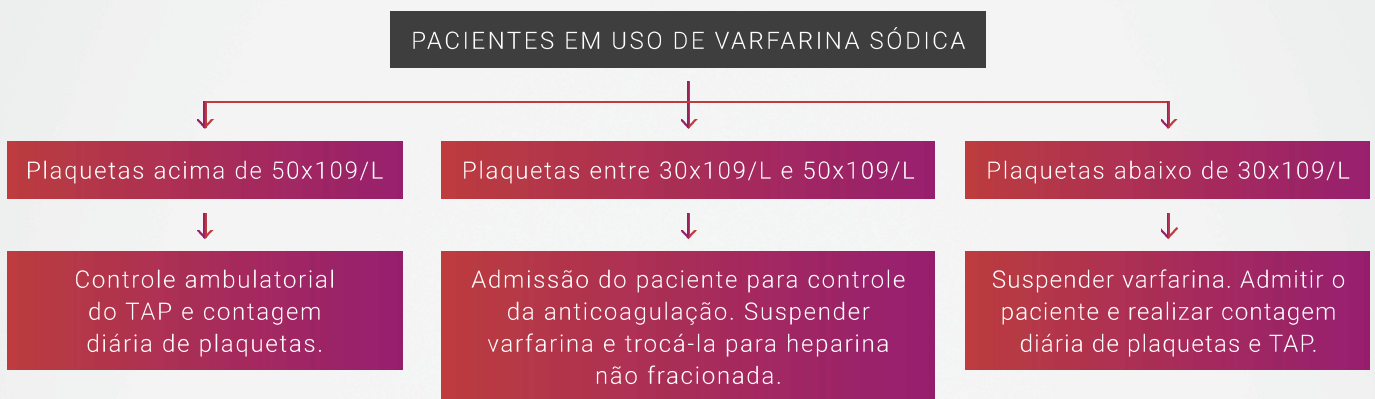 PACIENTES EM USO DE VARFARINA SÓDICA
Plaquetas acima de 50x109/L
Plaquetas entre 30x109/L e 50x109/L
Plaquetas abaixo de 30x109/L
Controle ambulatorial
do TAP e contagem
diária de plaquetas.
Admissão do paciente para controle
da anticoagulação. Suspender
varfarina e trocá-la para heparina
não fracionada.
Suspender varfarina. Admitir o
paciente e realizar contagem
diária de plaquetas e TAP.